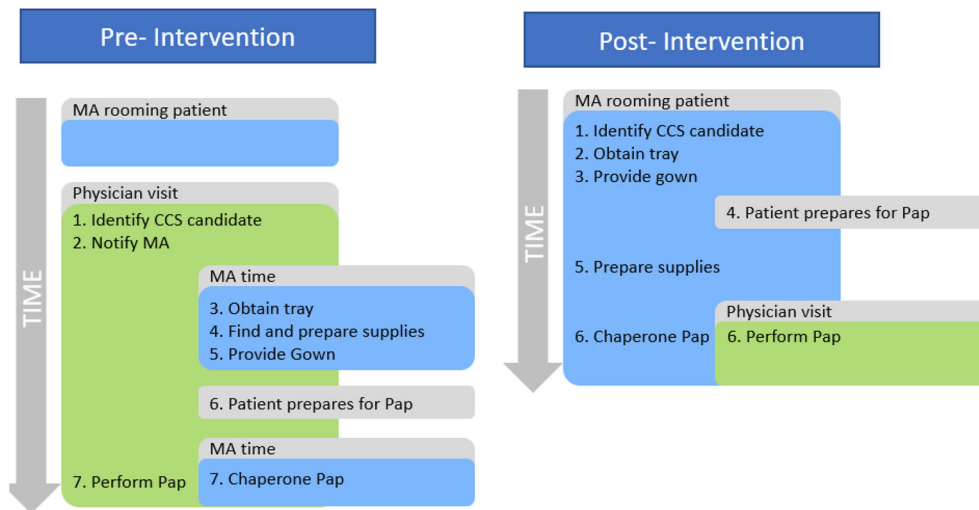 Pre- Intervention
TIME
MA rooming patient
Physician visit
1. Identify CCS candidate
2. Notify MA
MA time
3. Obtain tray
4. Find and prepare supplies
5. Provide Gown
6. Patient prepares for Pap
MA time
7. Perform Pap
7. Chaperone Pap
Post- Intervention
TIME
MA rooming patient
1. Identify CCS candidate
2. Obtain tray
3. Provide gown
4. Patient prepares for Pap
5. Prepare supplies
Physician visit
6. Chaperone Pap
6. Perform Pap